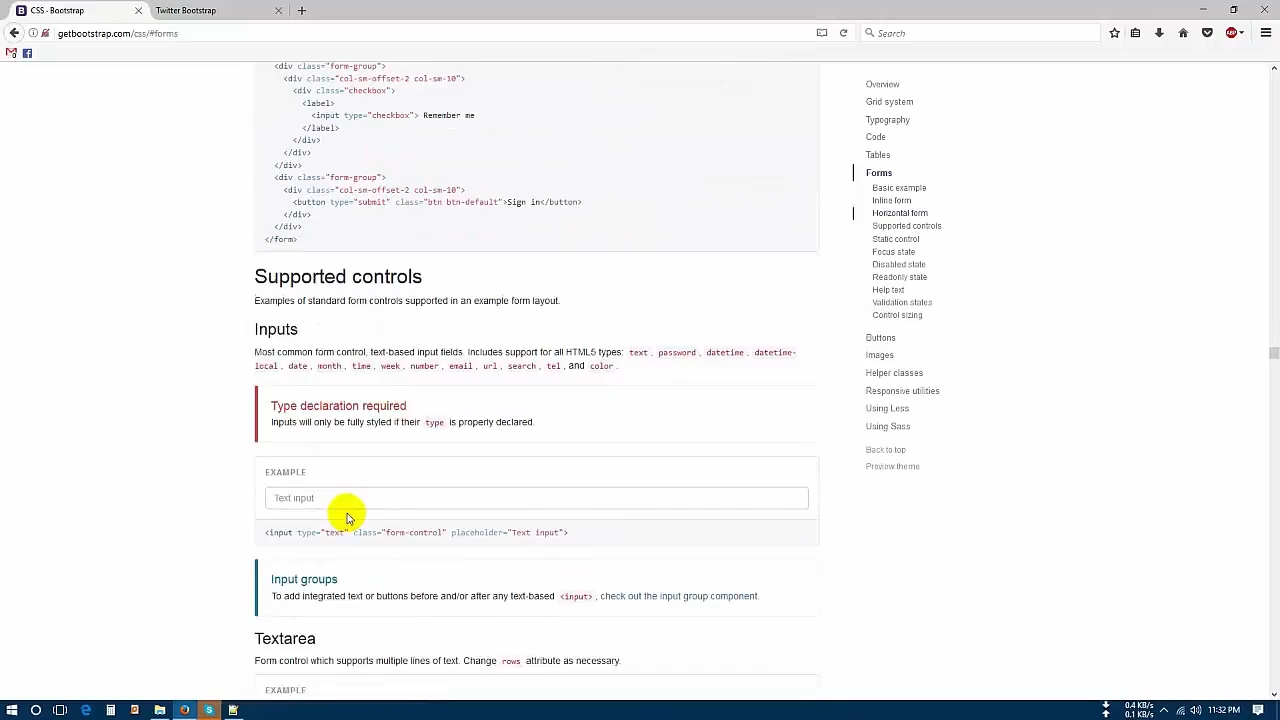 CSS · Bootstrap
Twitter Bootstrap
getbootstrap.com/css/#forms
Search
<div class="form-group">
<div class="col-sm-offset-2 col-sm-10">
<div class="checkbox">
<label>
<input type="checkbox"> Remember me
</label>
</div>
</div>
</div>
<div class="form-group">
<div class="col-sm-offset-2 col-sm-10">
<button type="submit" class="btn btn-default">Sign in</button>
</div>
</div>
</form>
Supported controls
Examples of standard form controls supported in an example form layout.
Inputs
Most common form control, text-based input fields. Includes support for all HTML5 types: text, password, datetime, datetime-
local, date, month, time, week, number, email, url, search, tel, and color.
Type declaration required
Inputs will only be fully styled if their type is properly declared.
EXAMPLE
Text input
<input type="text" class="form-control" placeholder="Text input">
Input groups
To add integrated text or buttons before and/or after any text-based <input>, check out the input group component.
Textarea
Form control which supports multiple lines of text. Change rows attribute as necessary.
EXAMPLE
Overview
Grid system
Typography
Code
Tables
Forms
Basic example
Inline form
Horizontal form
Supported controls
Static control
Focus state
Disabled state
Readonly state
Help text
Validation states
Control sizing
Buttons
Images
Helper classes
Responsive utilities
Using Less
Using Sass
Back to top
Preview theme
0.4 KB/s
0.1 KB/s
11:32 PM